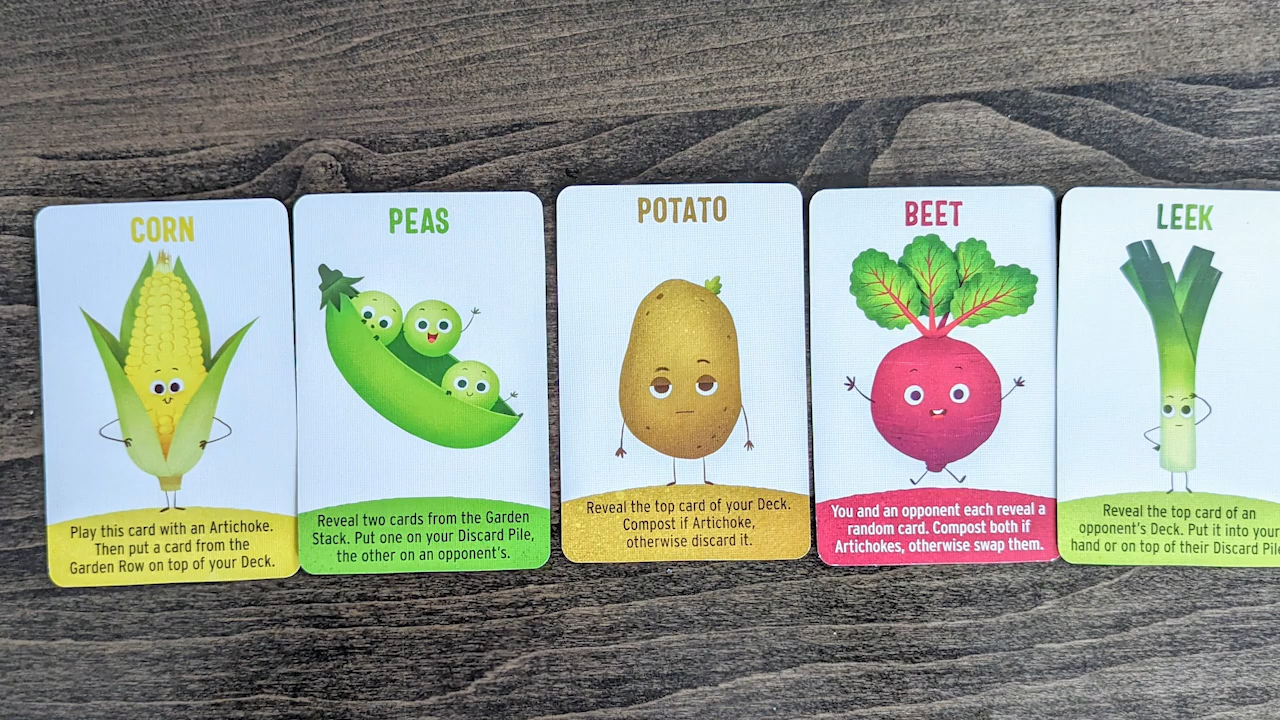 CORN
Play this card with an Artichoke.
Then put a card from the
Garden Row on top of your Deck.
PEAS
Reveal two cards from the Garden
Stack. Put one on your Discard Pile,
the other on an opponent's.
POTATO
Reveal the top card of your Deck.
Compost if Artichoke,
otherwise discard it.
BEET
You and an opponent each reveal a
random card. Compost both if
Artichokes, otherwise swap them.
LEEK
Reveal the top card of an
opponent's Deck. Put it into your
hand or on top of their Discard